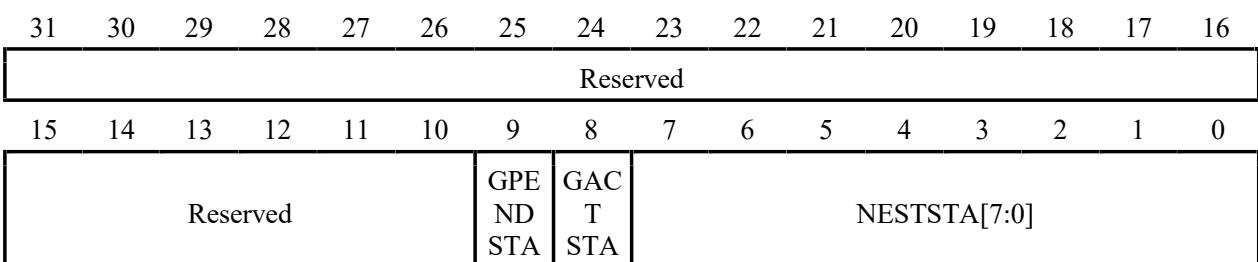 31 30 29 28 27 26 25 24 23 22 21 20 19 18 17 16
Reserved
15 14 13 12 11 10 9 8 7 6 5 4 3 2 1 0
Reserved
GPE
ND
STA
GAC
T
STA
NESTSTA[7:0]